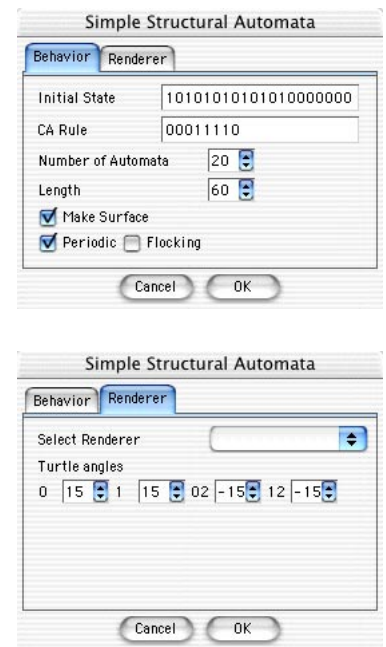 Simple Structural Automata
Behavior Renderer
Initial State 10101010101010000000
CA Rule 00011110
Number of Automata 20
Length 60
Make Surface
Periodic Flocking
Cancel OK
Simple Structural Automata
Behavior Renderer
Select Renderer
Turtle angles
0 15 1 15 02 -15 12 -15
Cancel OK